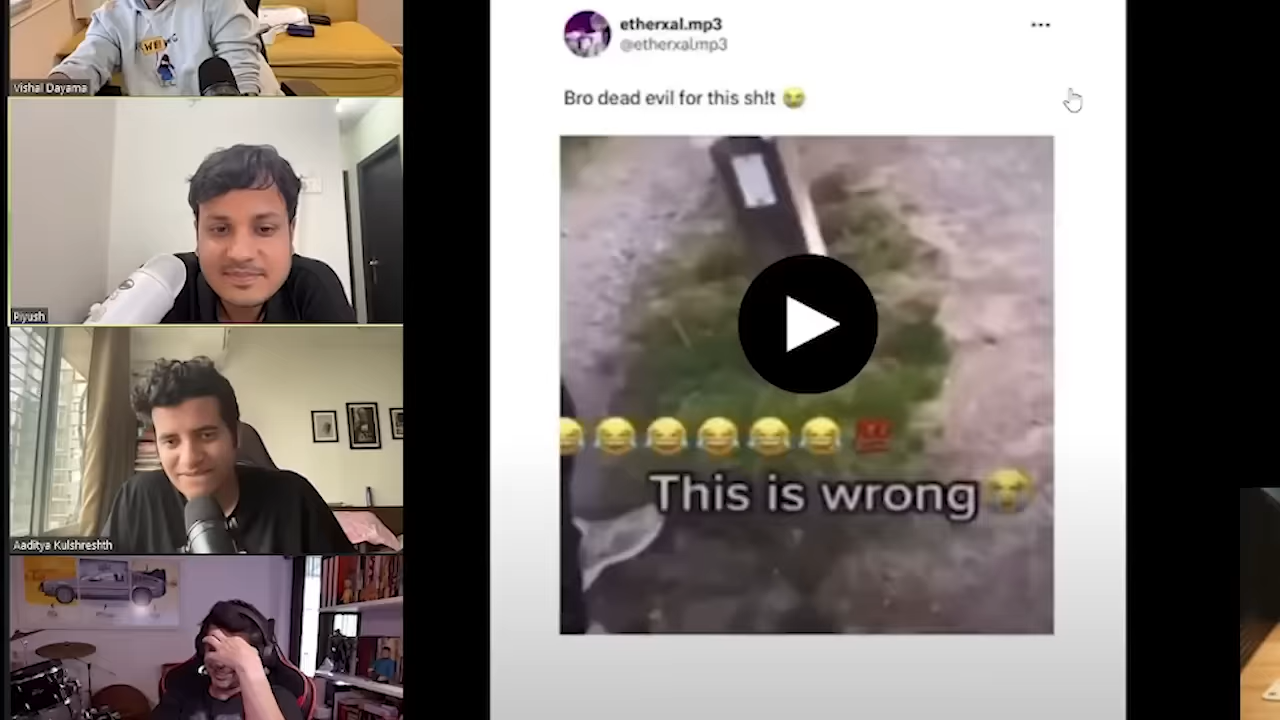 Vishal Dayama
Piyush
Aaditya Kulshreshth
etherxal.mp3
@etherxal.mp3
Bro dead evil for this sh!t 😭
😂😂😂😂😂😂💯
This is wrong😭